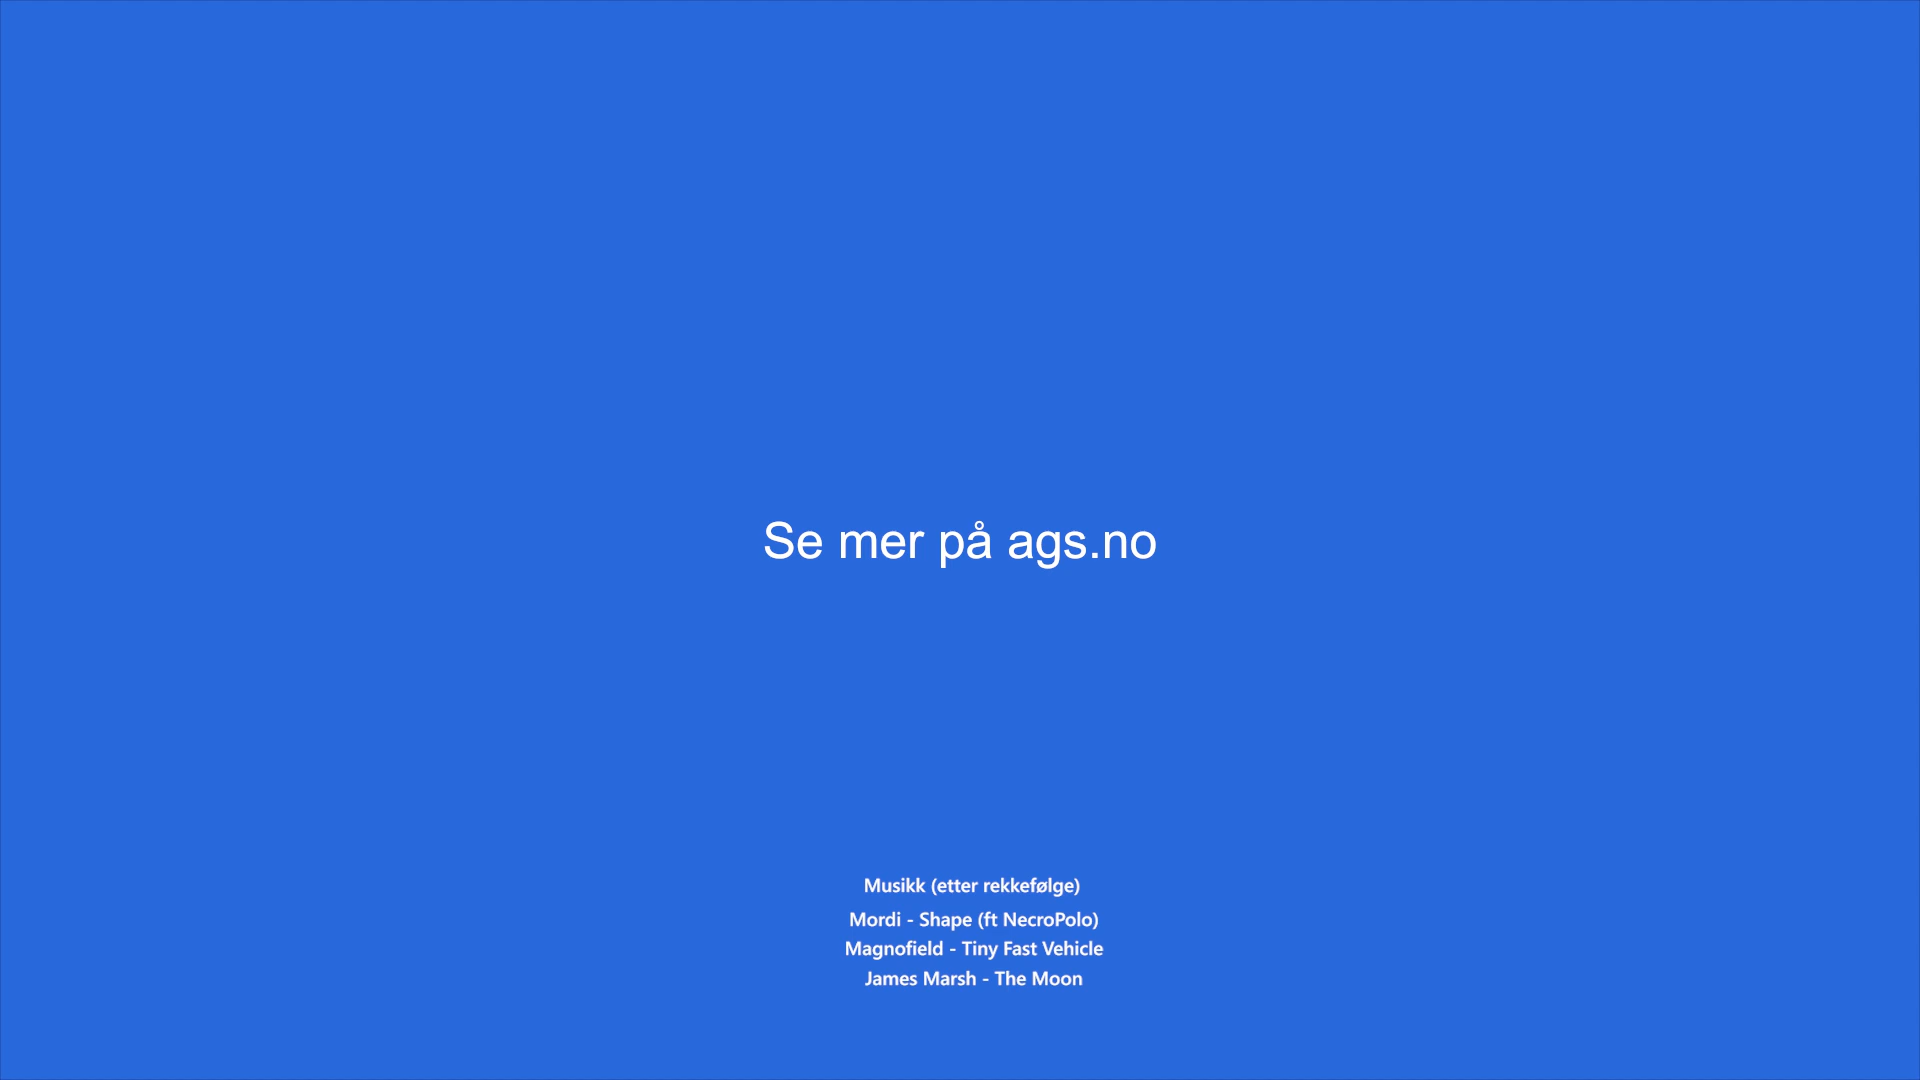 Se mer på ags.no
Musikk (etter rekkefølge)
Mordi - Shape (ft NecroPolo)
Magnofield - Tiny Fast Vehicle
James Marsh - The Moon